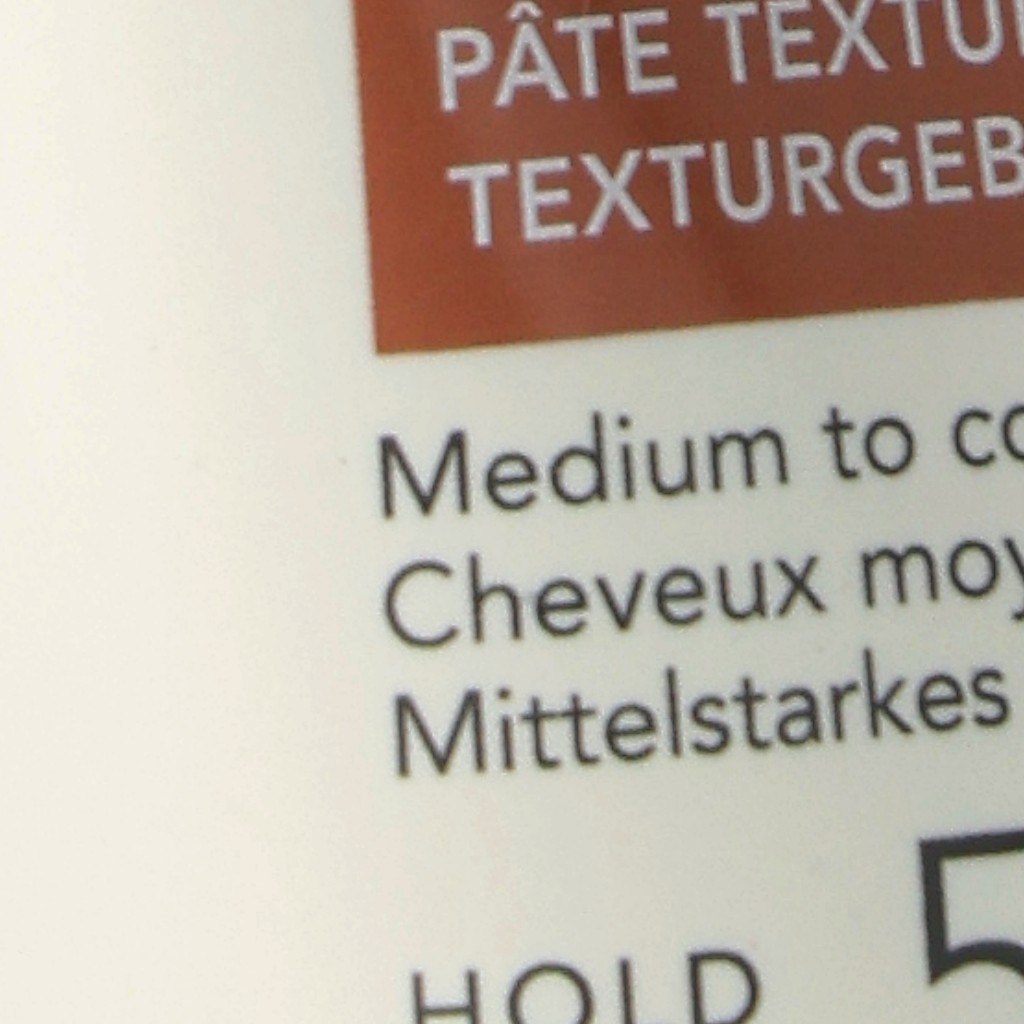 PÂTE TEXTU
TEXTURGEB
Medium to co
Cheveux moy
Mittelstarkes
HOLD 5